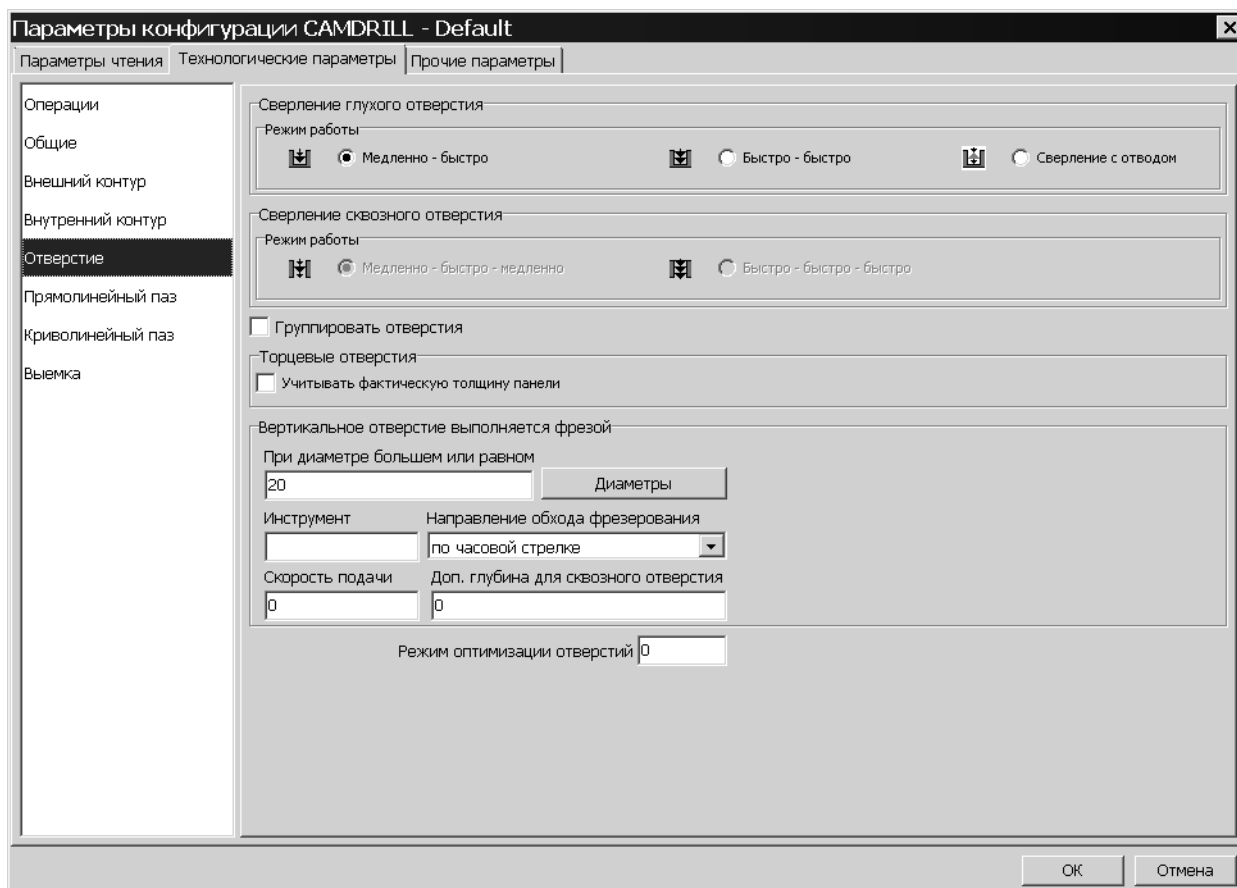 Параметры конфигурации CAMDRILL - Default
Параметры чтения Технологические параметры Прочие параметры
Операции
Общие
Внешний контур
Внутренний контур
Отверстие
Прямолинейный паз
Криволинейный паз
Выемка
Сверление глухого отверстия
Режим работы
Медленно - быстро Быстро - быстро Сверление с отводом
Сверление сквозного отверстия
Режим работы
Медленно - быстро - медленно Быстро - быстро - быстро
Группировать отверстия
Торцевые отверстия
Учитывать фактическую толщину панели
Вертикальное отверстие выполняется фрезой
При диаметре большем или равном
20 Диаметры
Инструмент Направление обхода фрезерования
по часовой стрелке
Скорость подачи Доп. глубина для сквозного отверстия
0 0
Режим оптимизации отверстий 0
ОК Отмена